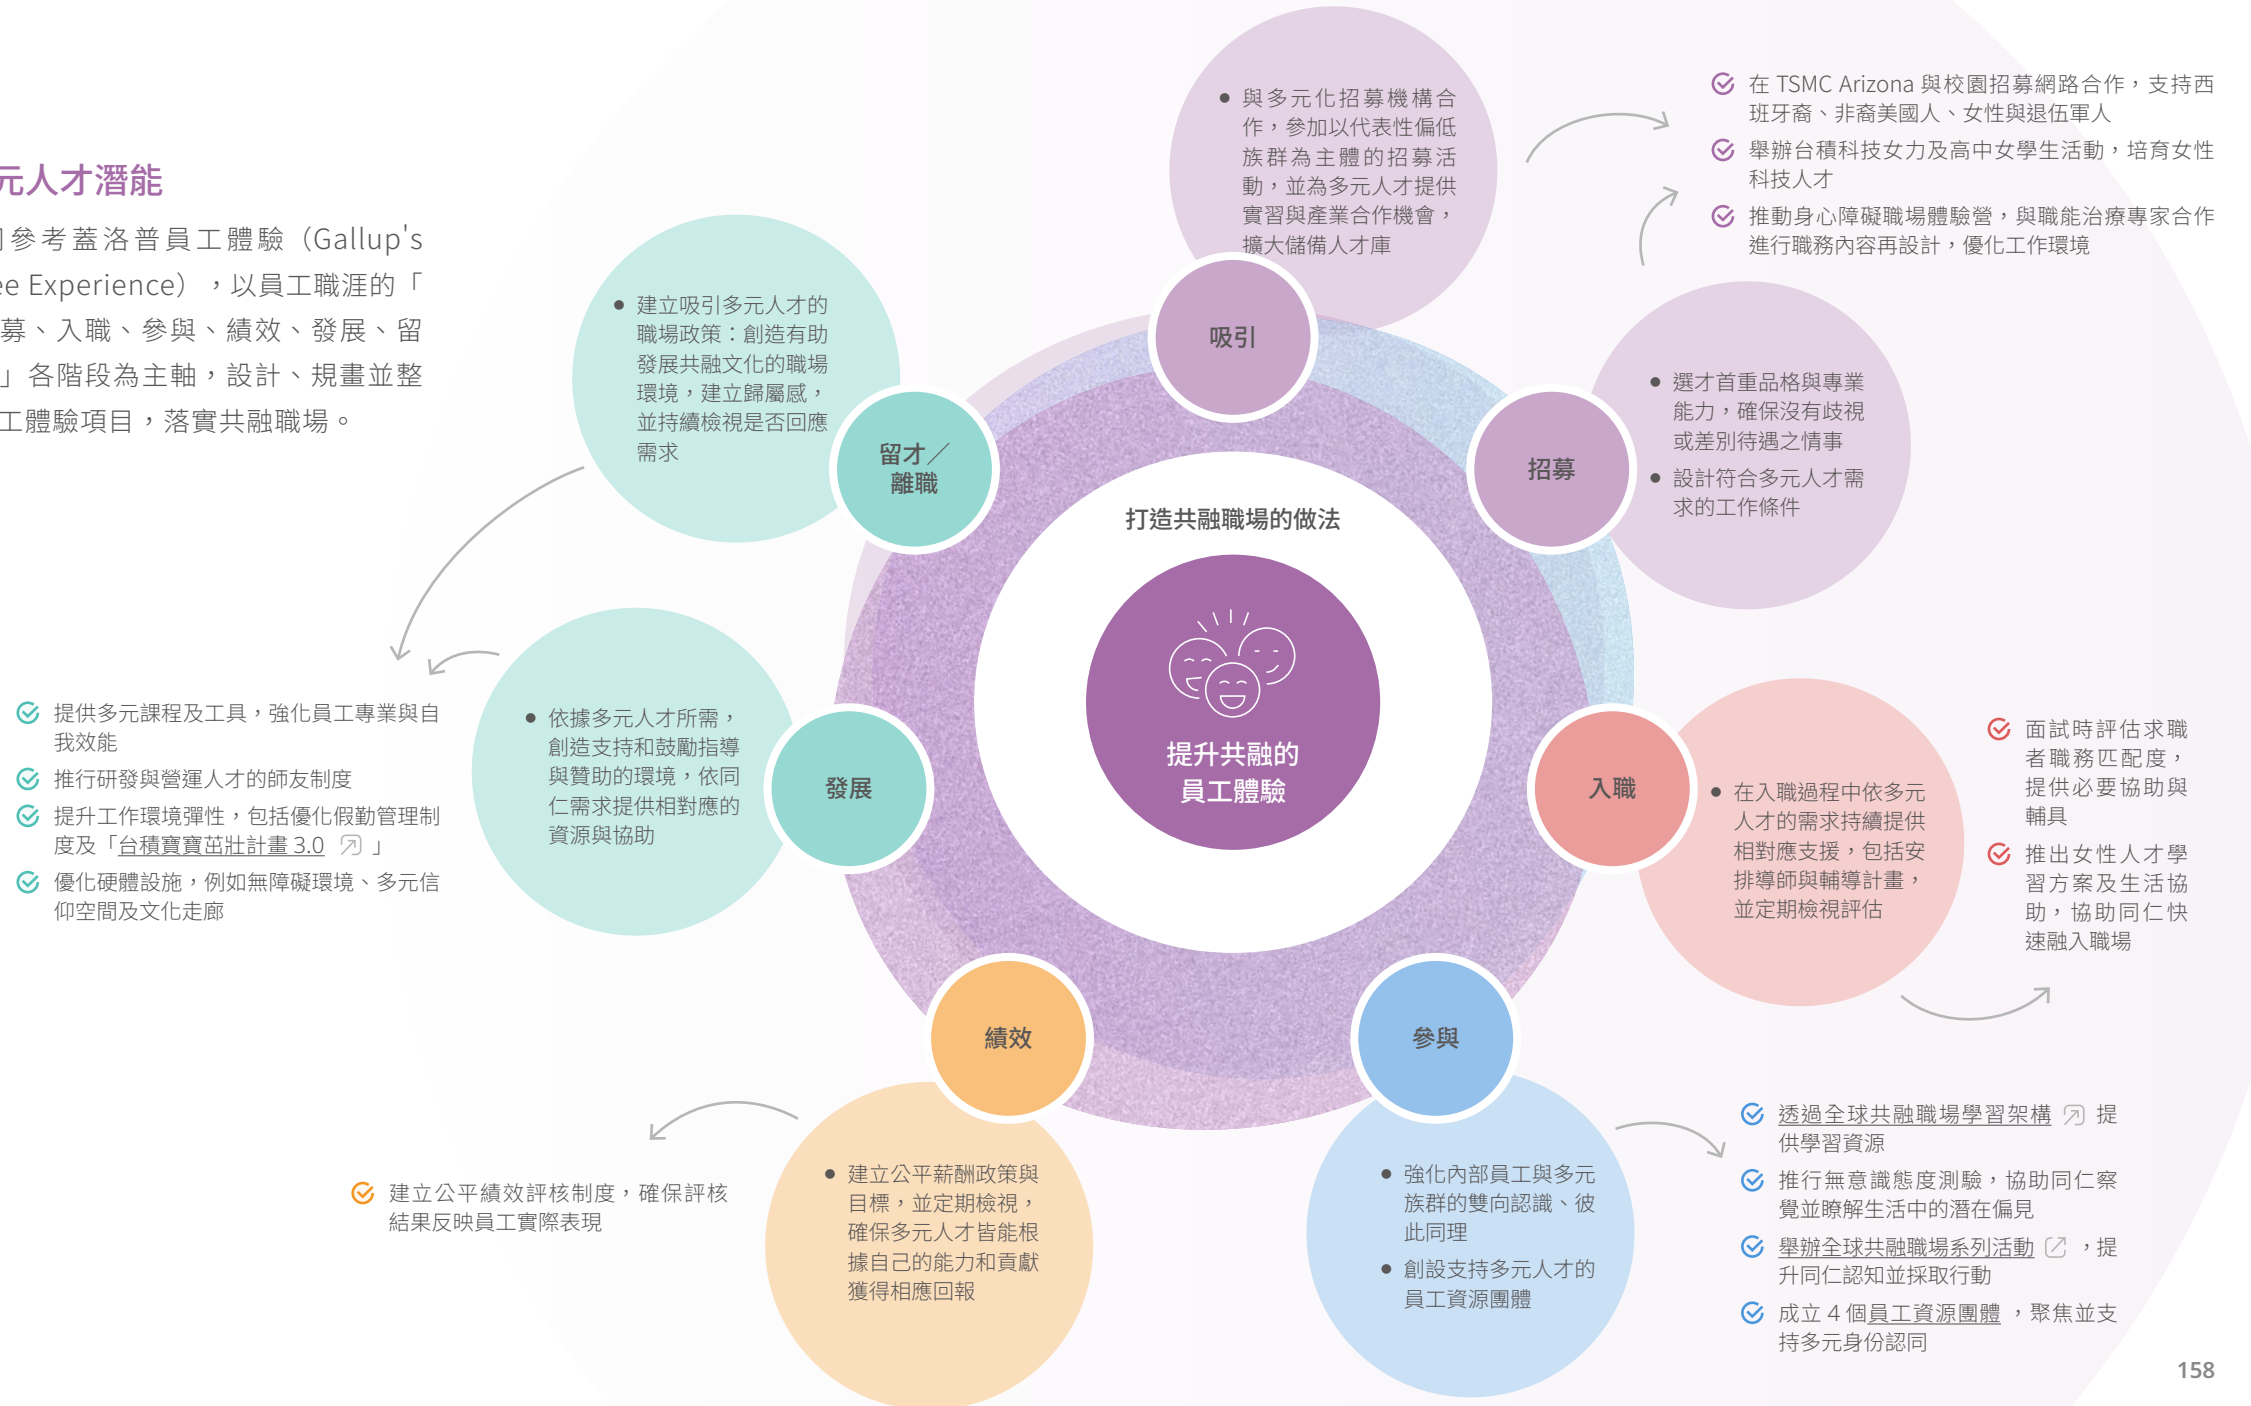 元人才潛能
參考蓋洛普員工體驗（Gallup's
ee Experience），以員工職涯的「
募、入職、參與、績效、發展、留
」各階段為主軸，設計、規畫並整
工體驗項目，落實共融職場。
• 與多元化招募機構合
作，參加以代表性偏低
族群為主體的招募活
動，並為多元人才提供
實習與產業合作機會，
擴大儲備人才庫
吸引
在 TSMC Arizona 與校園招募網路合作，支持西
班牙裔、非裔美國人、女性與退伍軍人
舉辦台積科技女力及高中女學生活動，培育女性
科技人才
推動身心障礙職場體驗營，與職能治療專家合作
進行職務內容再設計，優化工作環境
• 選才首重品格與專業
能力，確保沒有歧視
或差別待遇之情事
• 設計符合多元人才需
求的工作條件
招募
• 建立吸引多元人才的
職場政策：創造有助
發展共融文化的職場
環境，建立歸屬感，
並持續檢視是否回應
需求
留才／
離職
打造共融職場的做法
提升共融的
員工體驗
入職
• 在入職過程中依多元
人才的需求持續提供
相對應支援，包括安
排導師與輔導計畫，
並定期檢視評估
面試時評估求職
者職務匹配度，
提供必要協助與
輔具
推出女性人才學
習方案及生活協
助，協助同仁快
速融入職場
• 依據多元人才所需，
創造支持和鼓勵指導
與贊助的環境，依同
仁需求提供相對應的
資源與協助
發展
提供多元課程及工具，強化員工專業與自
我效能
推行研發與營運人才的師友制度
提升工作環境彈性，包括優化假勤管理制
度及「台積寶寶茁壯計畫 3.0 」
優化硬體設施，例如無障礙環境、多元信
仰空間及文化走廊
績效
• 建立公平薪酬政策與
目標，並定期檢視，
確保多元人才皆能根
據自己的能力和貢獻
獲得相應回報
建立公平績效評核制度，確保評核
結果反映員工實際表現
參與
• 強化內部員工與多元
族群的雙向認識、彼
此同理
• 創設支持多元人才的
員工資源團體
透過全球共融職場學習架構 提
供學習資源
推行無意識態度測驗，協助同仁察
覺並瞭解生活中的潛在偏見
舉辦全球共融職場系列活動 ，提
升同仁認知並採取行動
成立 4 個員工資源團體 ，聚焦並支
持多元身份認同
158